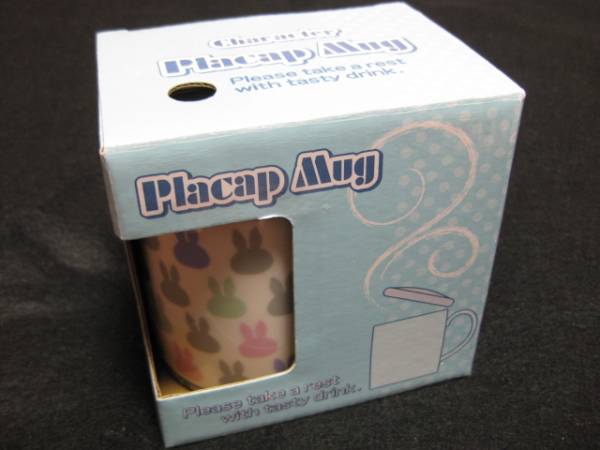 Character
Placap Mug
Please take a rest
with tasty drink.
Placap Mug
Please take a rest
with tasty drink.